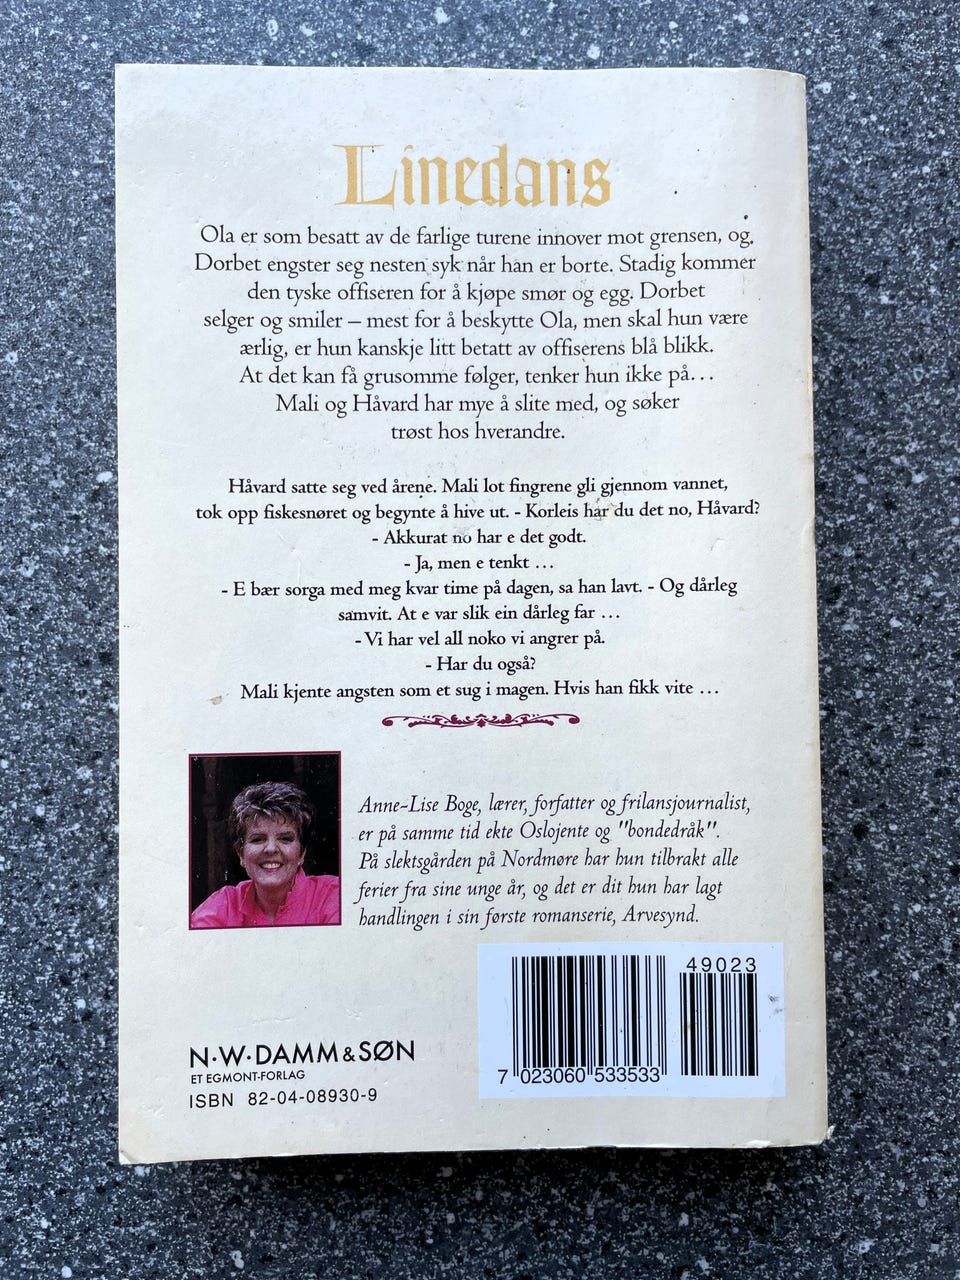 Linedans
Ola er som besatt av de farlige turene innover mot grensen, og
Dorbet engster seg nesten syk når han er borte. Stadig kommer
den tyske offiseren for å kjøpe smør og egg. Dorbet
selger og smiler – mest for å beskytte Ola, men skal hun være
ærlig, er hun kanskje litt betatt av offiserens blå blikk.
At det kan få grusomme følger, tenker hun ikke på…
Mali og Håvard har mye å slite med, og søker
trøst hos hverandre.
Håvard satte seg ved årene. Mali lot fingrene gli gjennom vannet,
tok opp fiskesnøret og begynte å hive ut. - Korleis har du det no, Håvard?
- Akkurat no har e det godt.
- Ja, men e tenkt …
- E bær sorga med meg kvar time på dagen, sa han lavt. - Og dårleg
samvit. At e var slik ein dårleg far …
- Vi har vel all noko vi angrer på.
- Har du også?
Mali kjente angsten som et sug i magen. Hvis han fikk vite …
Anne-Lise Boge, lærer, forfatter og frilansjournalist,
er på samme tid ekte Oslojente og "bondedråk".
På slektsgården på Nordmøre har hun tilbrakt alle
ferier fra sine unge år, og det er dit hun har lagt
handlingen i sin første romanserie, Arvesynd.
49023
7 023060 533533
N·W·DAMM & SØN
ET EGMONT-FORLAG
ISBN 82-04-08930-9